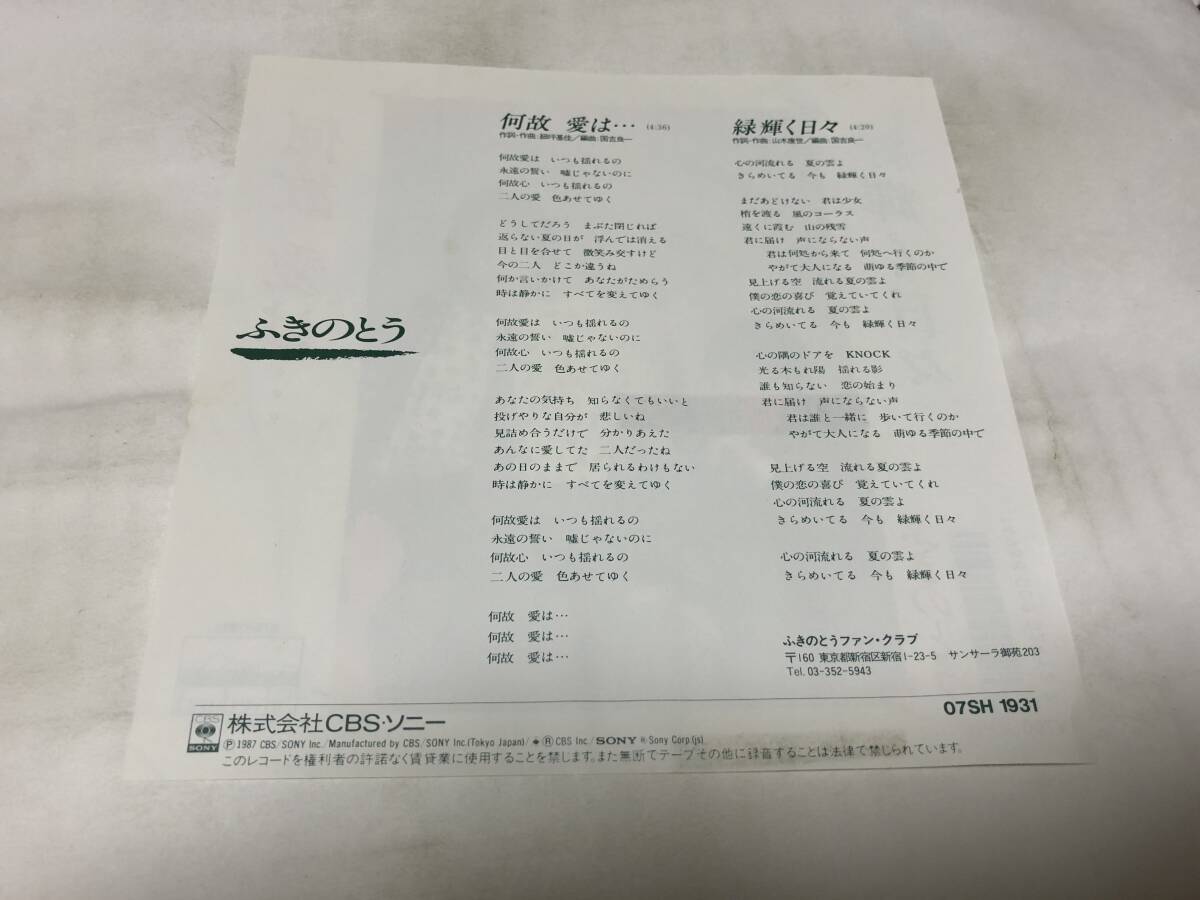 ふきのとう
何故 愛は… (4:36)
作詞・作曲:細坪基佳/編曲:国吉良一
何故愛は いつも揺れるの
永遠の誓い 嘘じゃないのに
何故心 いつも揺れるの
二人の愛 色あせてゆく
どうしてだろう まぶた閉じれば
返らない夏の日が 浮んでは消える
目と目を合せて 微笑み交すけど
今の二人 どこか違うね
何か言いかけて あなたがためらう
時は静かに すべてを変えてゆく
何故愛は いつも揺れるの
永遠の誓い 嘘じゃないのに
何故心 いつも揺れるの
二人の愛 色あせてゆく
あなたの気持ち 知らなくてもいいと
投げやりな自分が 悲しいね
見詰め合うだけで 分かりあえた
あんなに愛してた 二人だったね
あの日のままで 居られるわけもない
時は静かに すべてを変えてゆく
何故愛は いつも揺れるの
永遠の誓い 嘘じゃないのに
何故心 いつも揺れるの
二人の愛 色あせてゆく
何故 愛は…
何故 愛は…
何故 愛は…
緑輝く日々 (4:20)
作詞・作曲:山木康世/編曲:国吉良一
心の河流れる 夏の雲よ
きらめいてる 今も 緑輝く日々
まだあどけない 君は少女
梢を渡る 風のコーラス
遠くに霞む 山の残雪
君に届け 声にならない声
君は何処から来て 何処へ行くのか
やがて大人になる 萌ゆる季節の中で
見上げる空 流れる夏の雲よ
僕の恋の喜び 覚えていてくれ
心の河流れる 夏の雲よ
きらめいてる 今も 緑輝く日々
心の隅のドアを KNOCK
光る木もれ陽 揺れる影
誰も知らない 恋の始まり
君に届け 声にならない声
君は誰と一緒に 歩いて行くのか
やがて大人になる 萌ゆる季節の中で
見上げる空 流れる夏の雲よ
僕の恋の喜び 覚えていてくれ
心の河流れる 夏の雲よ
きらめいてる 今も 緑輝く日々
心の河流れる 夏の雲よ
きらめいてる 今も 緑輝く日々
ふきのとうファン・クラブ
〒160 東京都新宿区新宿1-23-5 サンサーラ御苑203
Tel. 03-352-5943
07SH 1931
CBS
SONY
株式会社CBS・ソニー
Ⓟ1987 CBS/SONY Inc./Manufactured by CBS/SONY Inc.(Tokyo Japan)/◆Ⓡ CBS Inc./SONY ® Sony Corp.(js)
このレコードを権利者の許諾なく賃貸業に使用することを禁じます。また無断でテープその他に録音することは法律で禁じられています。